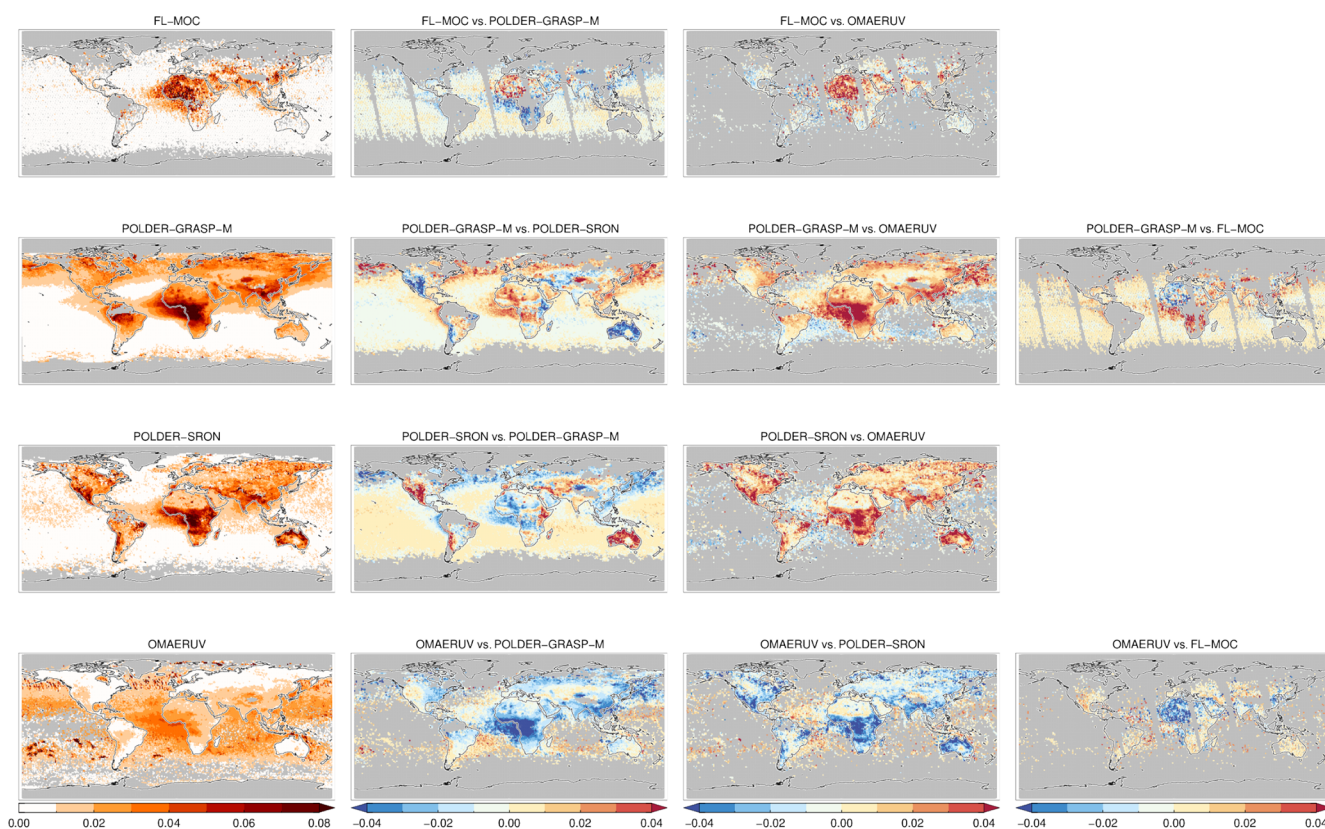 FL−MOC
FL−MOC vs. POLDER−GRASP−M
FL−MOC vs OMAERUV
POLDER−GRASP−M
POLDER−GRASP−M vs. POLDER−SRON
POLDER−GRASP−M vs. OMAERUV
POLDER−GRASP−M vs. FL−MOC
POLDER−SRON
POLDER−SRON vs. POLDER−GRASP−M
POLDER−SRON vs. OMAERUV
OMAERUV
OMAERUV vs. POLDER−GRASP−M
OMAERUV vs. POLDER−SRON
OMAERUV vs. FL−MOC
0.00 0.02 0.04 0.06 0.08
−0.04 −0.02 0.00 0.02 0.04
−0.04 −0.02 0.00 0.02 0.04
−0.04 −0.02 0.00 0.02